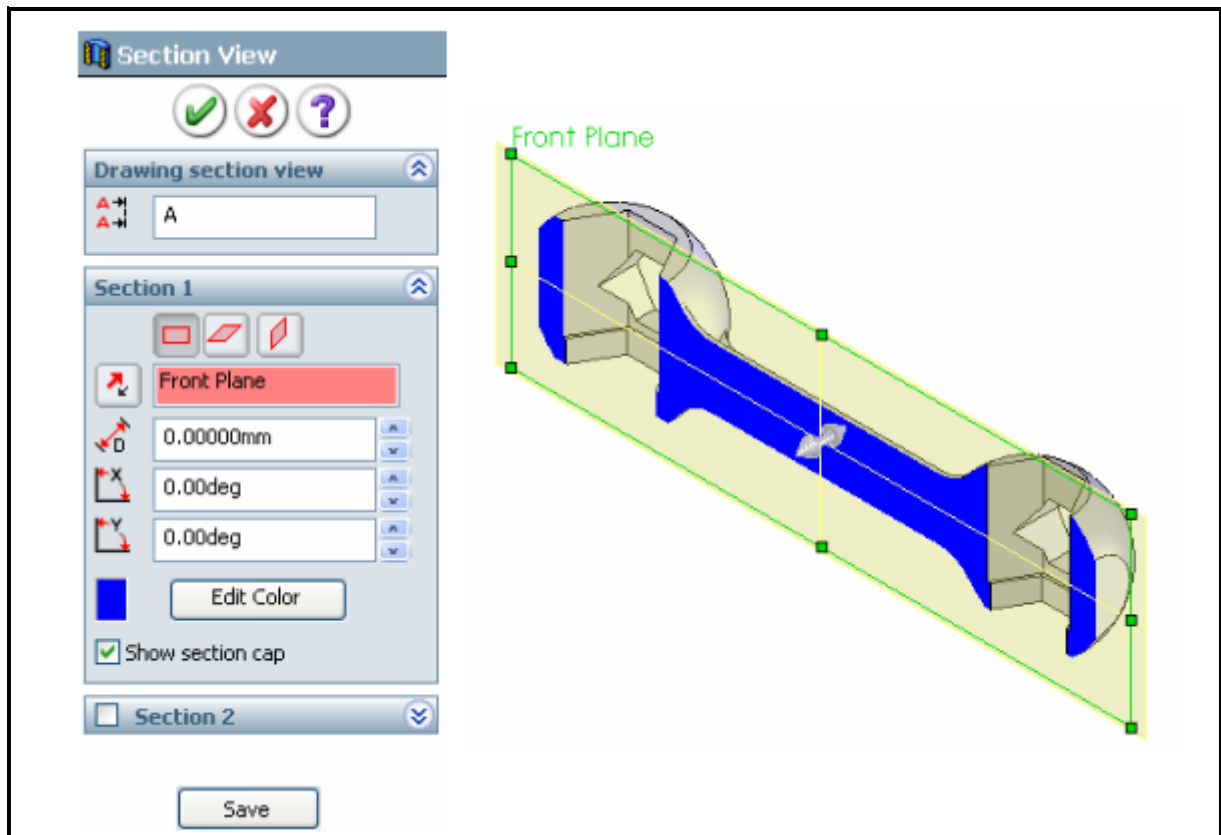 Section View
Drawing section view
A
A
A
Section 1
Front Plane
D
0.00000mm
X
0.00deg
Y
0.00deg
Edit Color
Show section cap
Section 2
Save
Front Plane